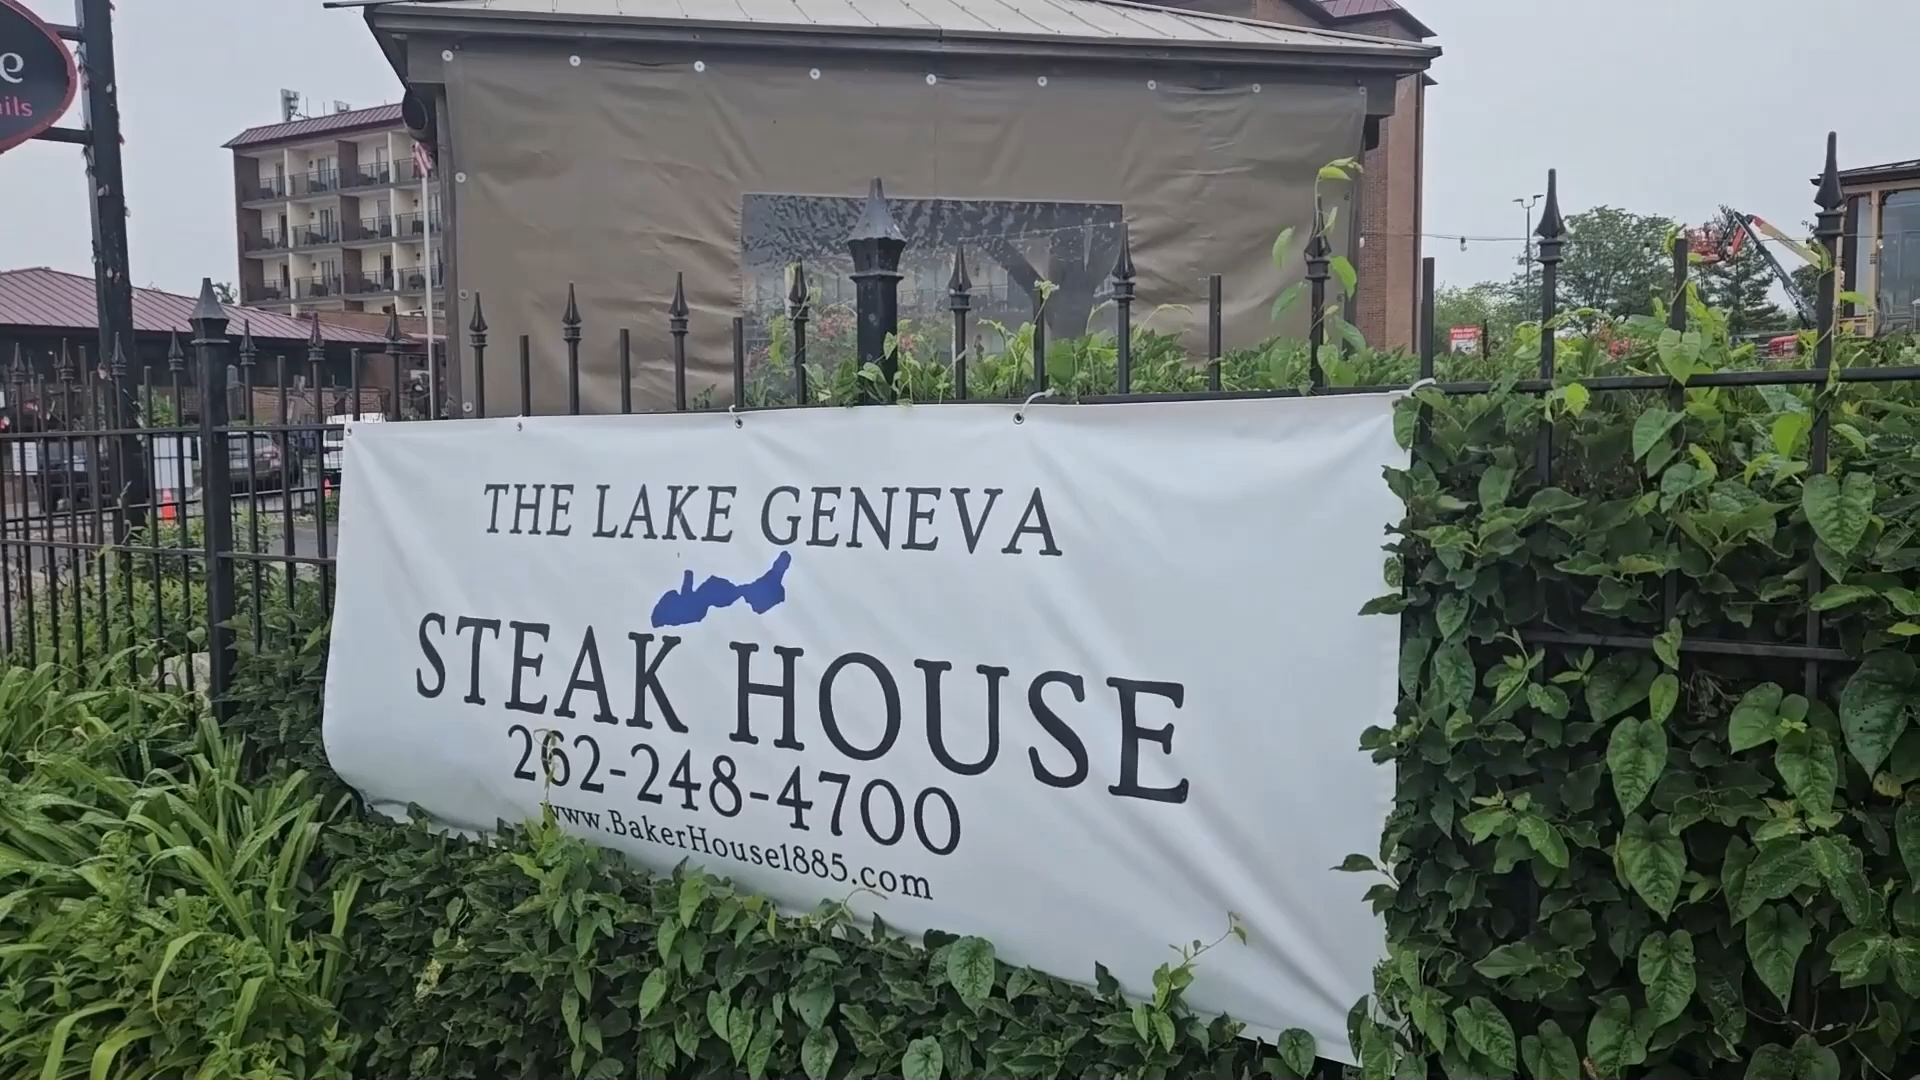 THE LAKE GENEVA
STEAK HOUSE
262-248-4700
www.BakerHouse1885.com